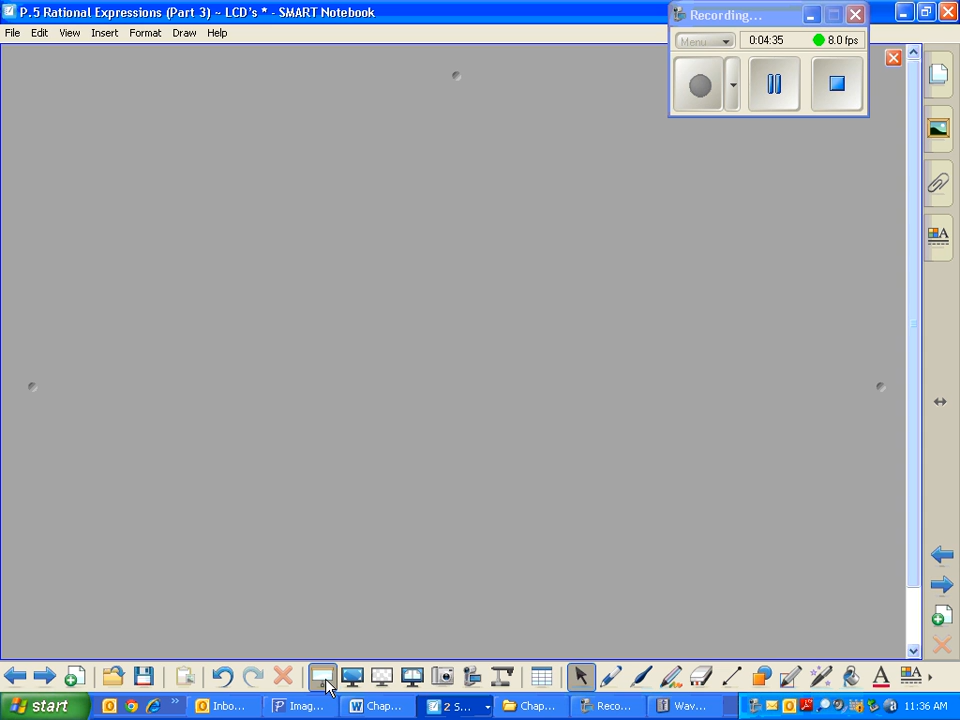 P.5 Rational Expressions (Part 3) ~ LCD's * - SMART Notebook
Recording...
File Edit View Insert Format Draw Help
Menu 0:04:35 8.0 fps
start Inbo... Imag... Chap... 2 S... Chap... Reco... Wav... 11:36 AM